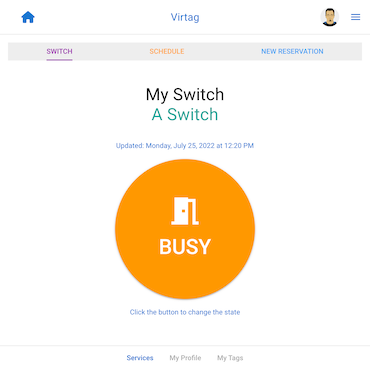 Virtag
SWITCH SCHEDULE NEW RESERVATION
My Switch
A Switch
Updated: Monday, July 25, 2022 at 12:20 PM
BUSY
Click the button to change the state
Services My Profile My Tags